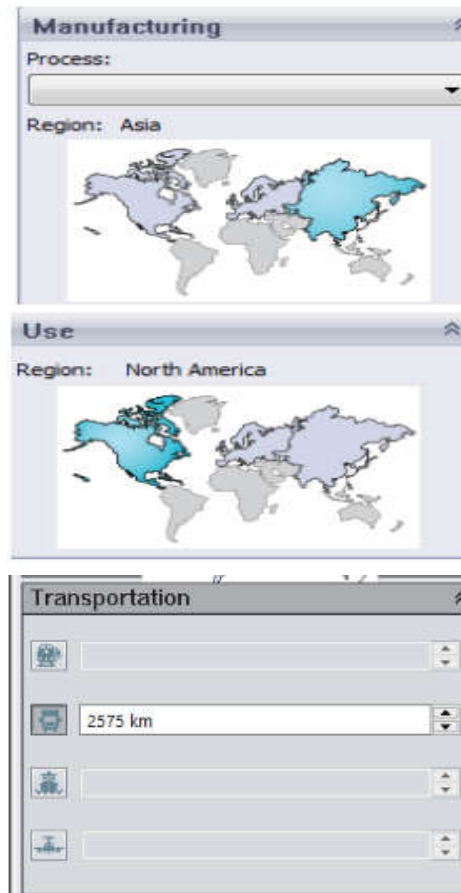 Manufacturing
Process:
Region: Asia
Use
Region: North America
Transportation
2575 km